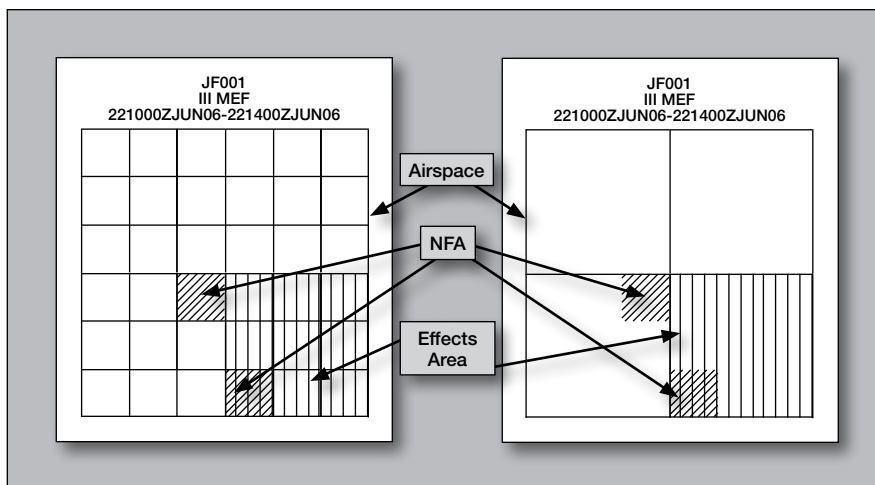 JF001
III MEF
221000ZJUN06-221400ZJUN06
Airspace
NFA
Effects
Area
JF001
III MEF
221000ZJUN06-221400ZJUN06